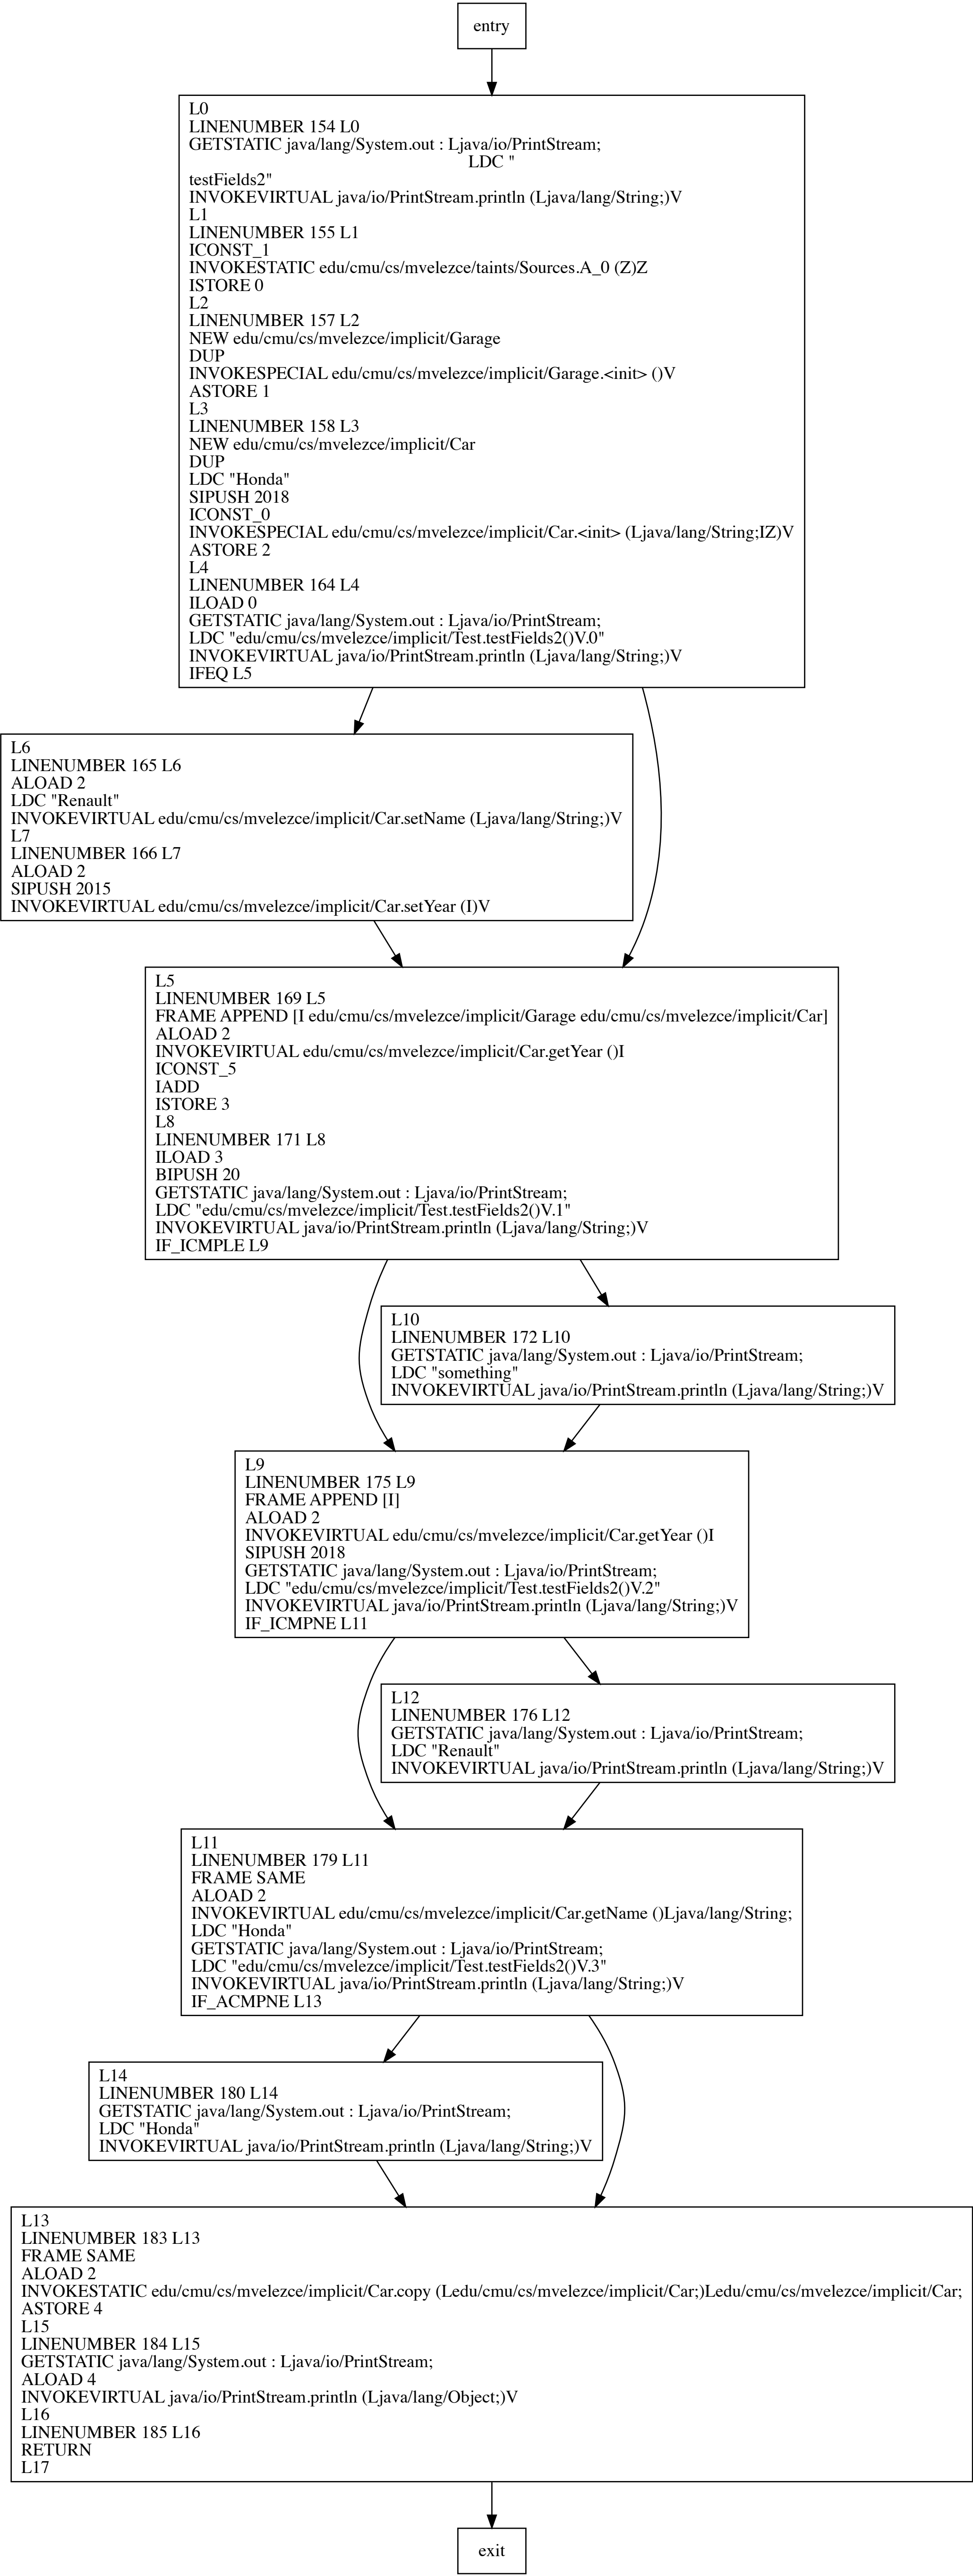 entry
L0
LINENUMBER 154 L0
GETSTATIC java/lang/System.out : Ljava/io/PrintStream;
LDC "
testFields2"
INVOKEVIRTUAL java/io/PrintStream.println (Ljava/lang/String;)V
L1
LINENUMBER 155 L1
ICONST_1
INVOKESTATIC edu/cmu/cs/mvelezce/taints/Sources.A_0 (Z)Z
ISTORE 0
L2
LINENUMBER 157 L2
NEW edu/cmu/cs/mvelezce/implicit/Garage
DUP
INVOKESPECIAL edu/cmu/cs/mvelezce/implicit/Garage.<init> ()V
ASTORE 1
L3
LINENUMBER 158 L3
NEW edu/cmu/cs/mvelezce/implicit/Car
DUP
LDC "Honda"
SIPUSH 2018
ICONST_0
INVOKESPECIAL edu/cmu/cs/mvelezce/implicit/Car.<init> (Ljava/lang/String;IZ)V
ASTORE 2
L4
LINENUMBER 164 L4
ILOAD 0
GETSTATIC java/lang/System.out : Ljava/io/PrintStream;
LDC "edu/cmu/cs/mvelezce/implicit/Test.testFields2()V.0"
INVOKEVIRTUAL java/io/PrintStream.println (Ljava/lang/String;)V
IFEQ L5
L6
LINENUMBER 165 L6
ALOAD 2
LDC "Renault"
INVOKEVIRTUAL edu/cmu/cs/mvelezce/implicit/Car.setName (Ljava/lang/String;)V
L7
LINENUMBER 166 L7
ALOAD 2
SIPUSH 2015
INVOKEVIRTUAL edu/cmu/cs/mvelezce/implicit/Car.setYear (I)V
L5
LINENUMBER 169 L5
FRAME APPEND [I edu/cmu/cs/mvelezce/implicit/Garage edu/cmu/cs/mvelezce/implicit/Car]
ALOAD 2
INVOKEVIRTUAL edu/cmu/cs/mvelezce/implicit/Car.getYear ()I
ICONST_5
IADD
ISTORE 3
L8
LINENUMBER 171 L8
ILOAD 3
BIPUSH 20
GETSTATIC java/lang/System.out : Ljava/io/PrintStream;
LDC "edu/cmu/cs/mvelezce/implicit/Test.testFields2()V.1"
INVOKEVIRTUAL java/io/PrintStream.println (Ljava/lang/String;)V
IF_ICMPLE L9
L10
LINENUMBER 172 L10
GETSTATIC java/lang/System.out : Ljava/io/PrintStream;
LDC "something"
INVOKEVIRTUAL java/io/PrintStream.println (Ljava/lang/String;)V
L9
LINENUMBER 175 L9
FRAME APPEND [I]
ALOAD 2
INVOKEVIRTUAL edu/cmu/cs/mvelezce/implicit/Car.getYear ()I
SIPUSH 2018
GETSTATIC java/lang/System.out : Ljava/io/PrintStream;
LDC "edu/cmu/cs/mvelezce/implicit/Test.testFields2()V.2"
INVOKEVIRTUAL java/io/PrintStream.println (Ljava/lang/String;)V
IF_ICMPNE L11
L12
LINENUMBER 176 L12
GETSTATIC java/lang/System.out : Ljava/io/PrintStream;
LDC "Renault"
INVOKEVIRTUAL java/io/PrintStream.println (Ljava/lang/String;)V
L11
LINENUMBER 179 L11
FRAME SAME
ALOAD 2
INVOKEVIRTUAL edu/cmu/cs/mvelezce/implicit/Car.getName ()Ljava/lang/String;
LDC "Honda"
GETSTATIC java/lang/System.out : Ljava/io/PrintStream;
LDC "edu/cmu/cs/mvelezce/implicit/Test.testFields2()V.3"
INVOKEVIRTUAL java/io/PrintStream.println (Ljava/lang/String;)V
IF_ACMPNE L13
L14
LINENUMBER 180 L14
GETSTATIC java/lang/System.out : Ljava/io/PrintStream;
LDC "Honda"
INVOKEVIRTUAL java/io/PrintStream.println (Ljava/lang/String;)V
L13
LINENUMBER 183 L13
FRAME SAME
ALOAD 2
INVOKESTATIC edu/cmu/cs/mvelezce/implicit/Car.copy (Ledu/cmu/cs/mvelezce/implicit/Car;)Ledu/cmu/cs/mvelezce/implicit/Car;
ASTORE 4
L15
LINENUMBER 184 L15
GETSTATIC java/lang/System.out : Ljava/io/PrintStream;
ALOAD 4
INVOKEVIRTUAL java/io/PrintStream.println (Ljava/lang/Object;)V
L16
LINENUMBER 185 L16
RETURN
L17
exit